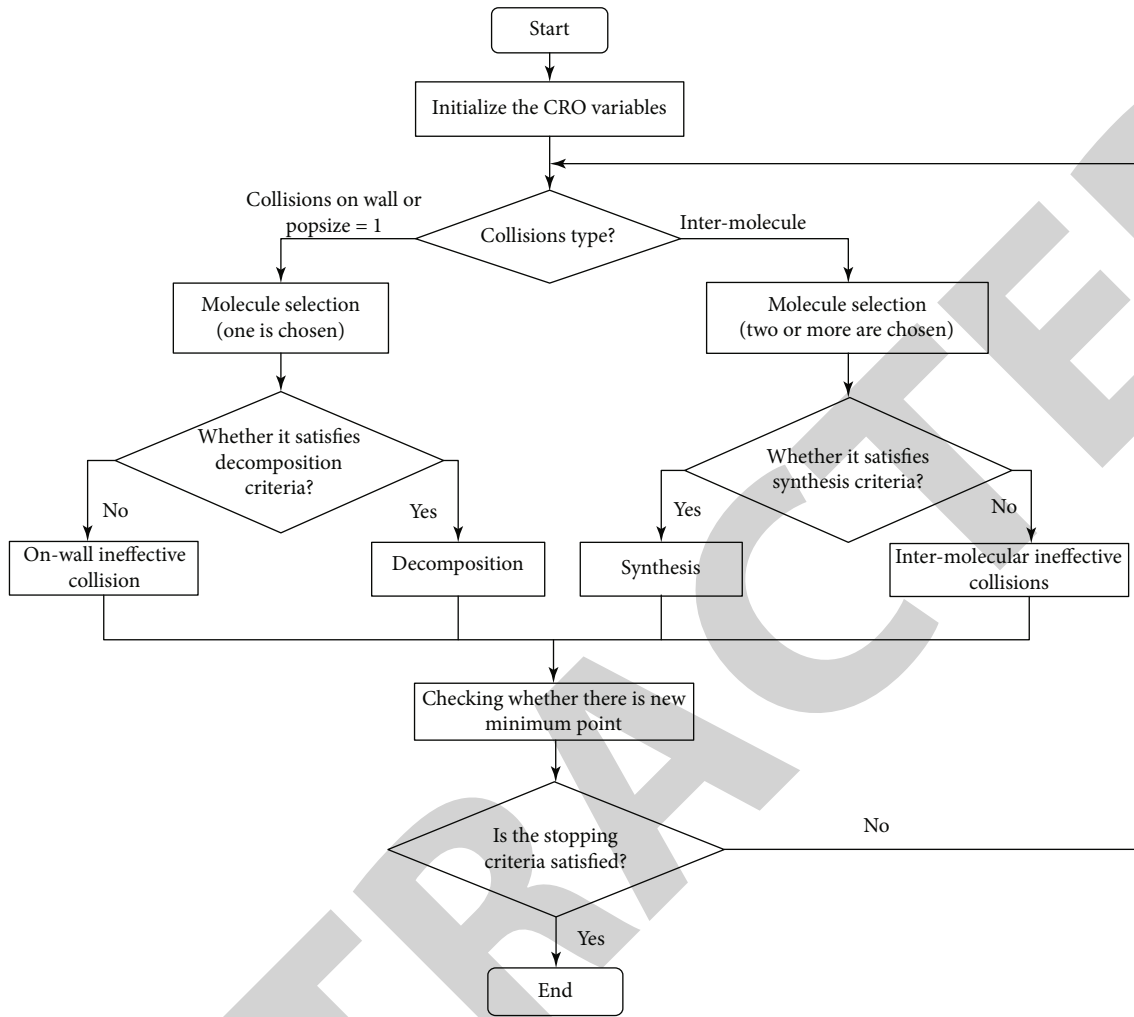 Start
Initialize the CRO variables
Collisions on wall or
popsize = 1
Collisions type?
Inter-molecule
Molecule selection
(one is chosen)
Molecule selection
(two or more are chosen)
Whether it satisfies
decomposition
criteria?
Whether it satisfies
synthesis criteria?
No
Yes
Yes
No
On-wall ineffective
collision
Decomposition
Synthesis
Inter-molecular ineffective
collisions
Checking whether there is new
minimum point
Is the stopping
criteria satisfied?
No
Yes
End
TRACTE